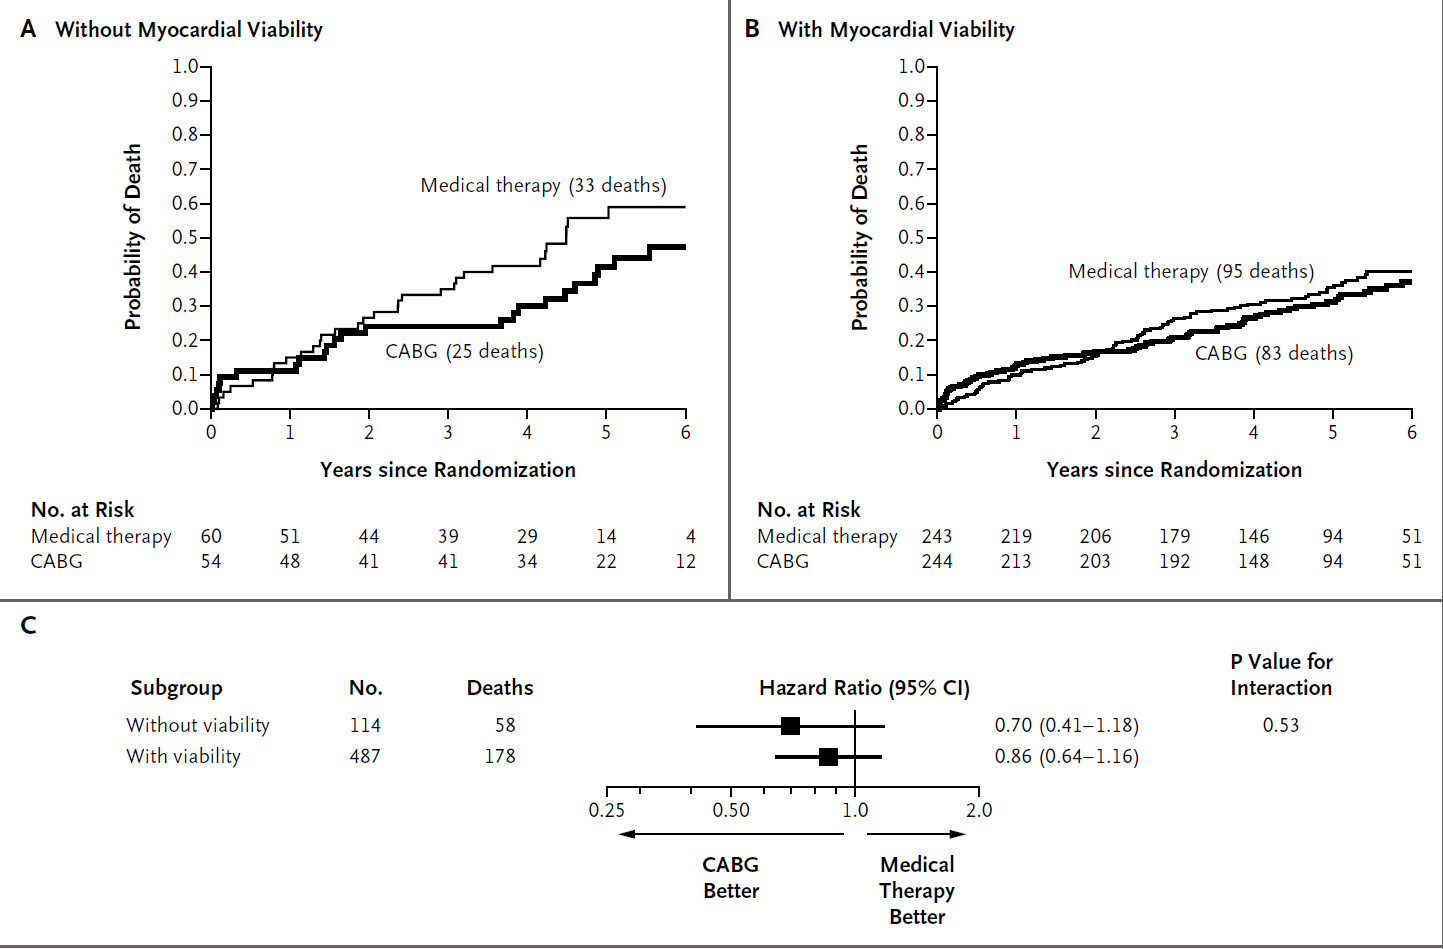 A Without Myocardial Viability
1.0
0.9
0.8
0.7
0.6
0.5
0.4
0.3
0.2
0.1
0.0
Probability of Death
Medical therapy (33 deaths)
CABG (25 deaths)
0 1 2 3 4 5 6
Years since Randomization
No. at Risk
Medical therapy 60 51 44 39 29 14 4
CABG 54 48 41 41 34 22 12
B With Myocardial Viability
1.0
0.9
0.8
0.7
0.6
0.5
0.4
0.3
0.2
0.1
0.0
Probability of Death
Medical therapy (95 deaths)
CABG (83 deaths)
0 1 2 3 4 5 6
Years since Randomization
No. at Risk
Medical therapy 243 219 206 179 146 94 51
CABG 244 213 203 192 148 94 51
C
Subgroup No. Deaths Hazard Ratio (95% CI) P Value for
Interaction
Without viability 114 58 0.70 (0.41–1.18) 0.53
With viability 487 178 0.86 (0.64–1.16)
0.25 0.50 1.0 2.0
CABG
Better
Medical
Therapy
Better